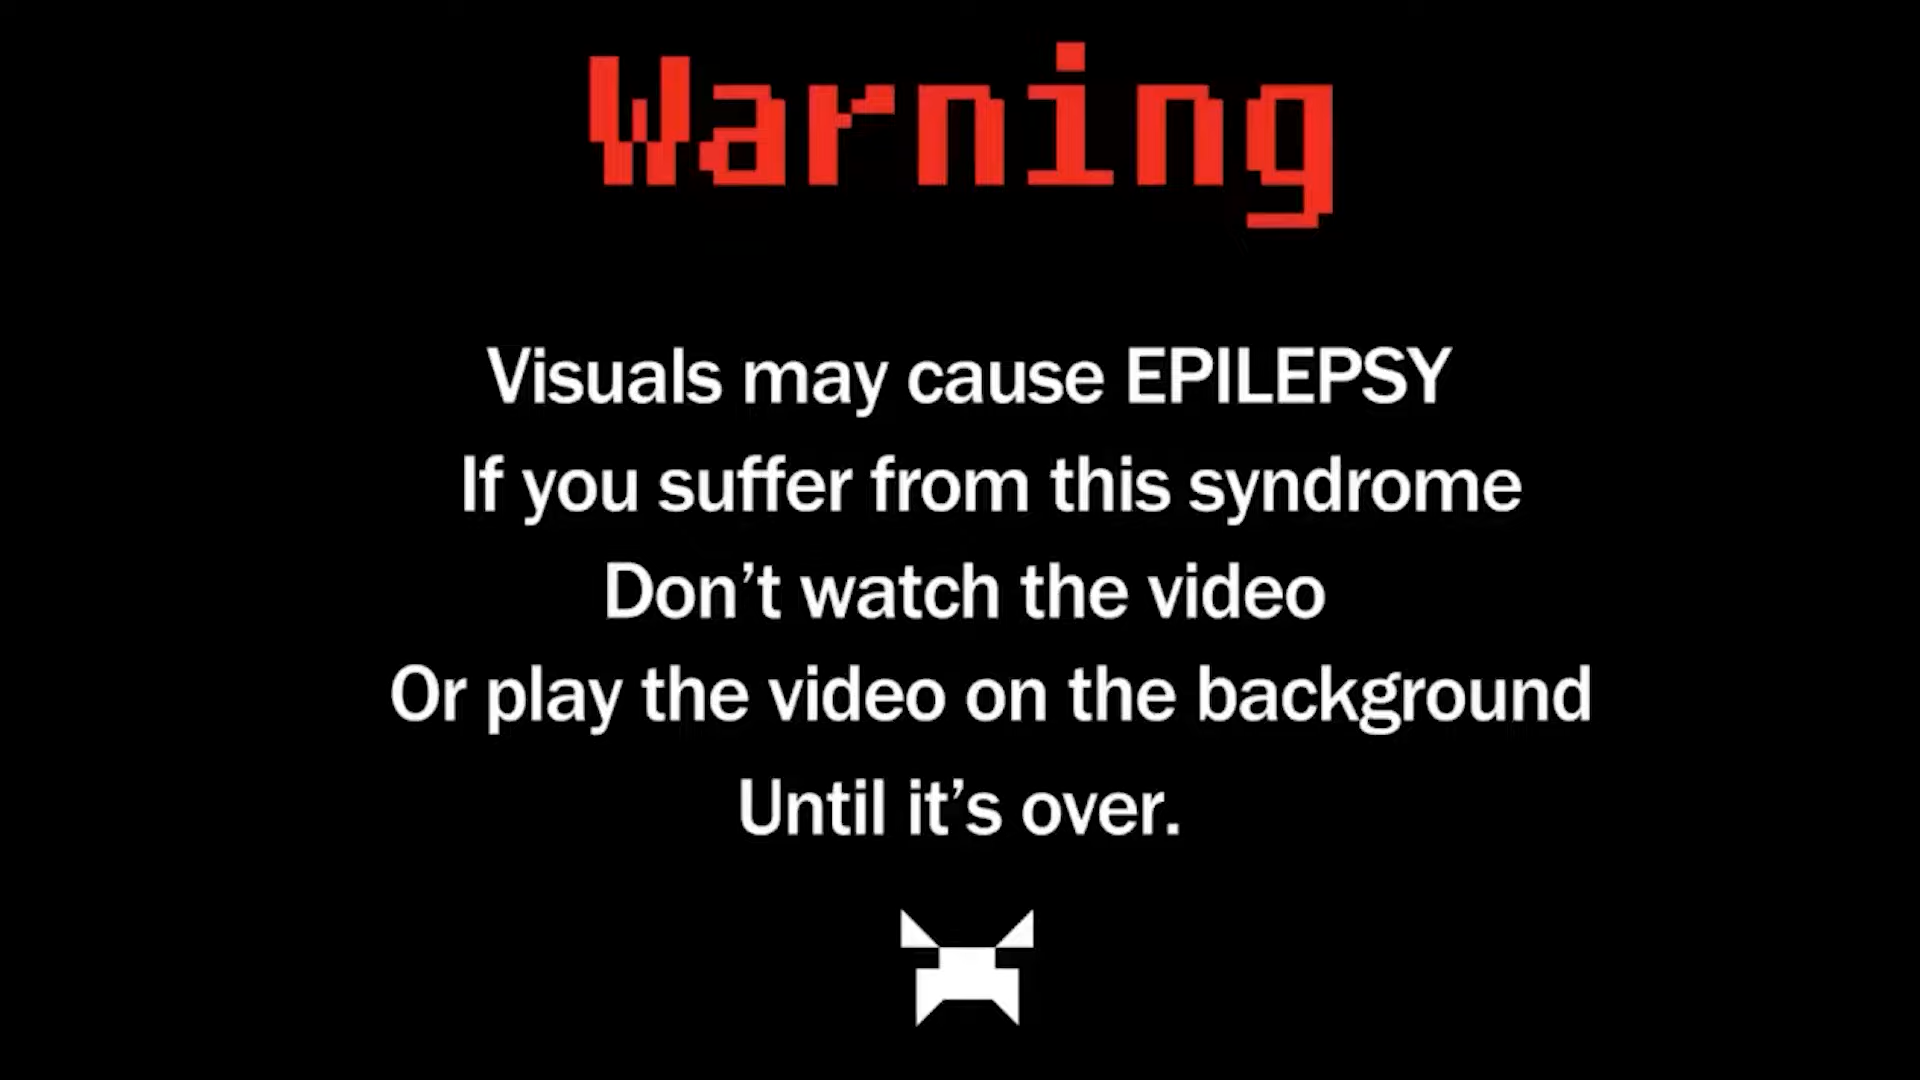 Warning
Visuals may cause EPILEPSY
If you suffer from this syndrome
Don’t watch the video
Or play the video on the background
Until it’s over.